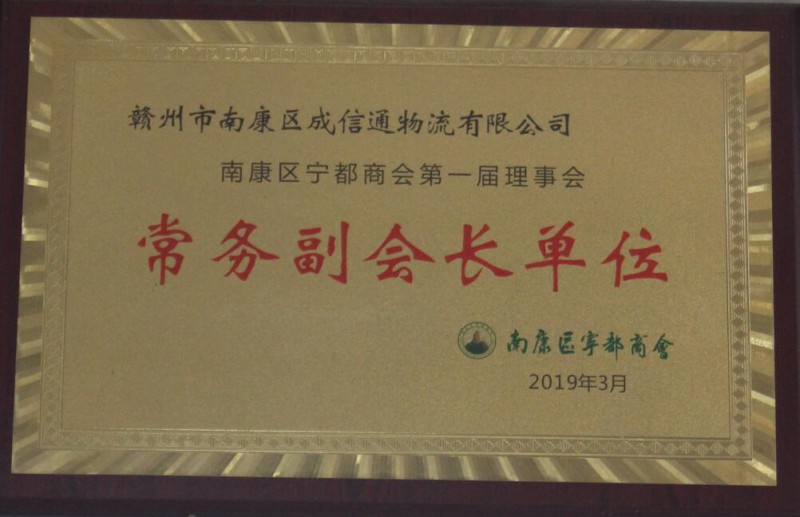 赣州市南康区成信通物流有限公司
南康区宁都商会第一届理事会
常务副会长单位
南康区宁都商會
2019年3月